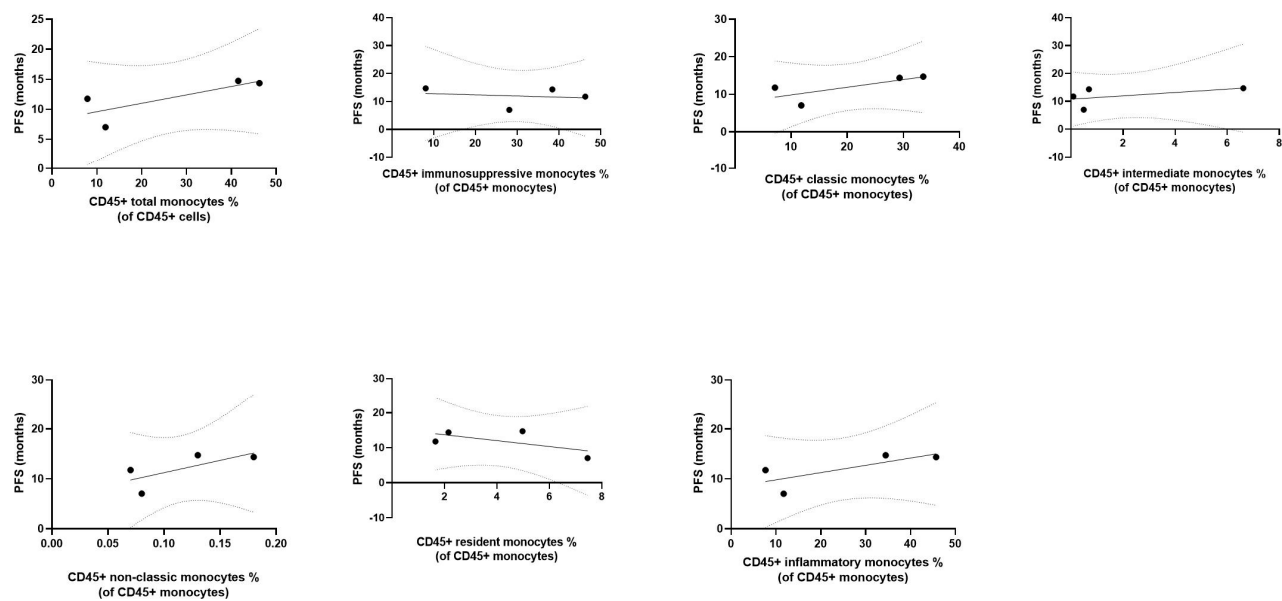 PFS (months)
25
20
15
10
5
0
0 10 20 30 40 50
CD45+ total monocytes %
(of CD45+ cells)
PFS (months)
40
30
20
10
0
-10
10 20 30 40 50
CD45+ immunosuppressive monocytes %
(of CD45+ monocytes)
PFS (months)
30
20
10
0
-10
10 20 30 40
CD45+ classic monocytes %
(of CD45+ monocytes)
PFS (months)
40
30
20
10
0
-10
2 4 6 8
CD45+ intermediate monocytes %
(of CD45+ monocytes)
PFS (months)
30
20
10
0
0.00 0.05 0.10 0.15 0.20
CD45+ non-classic monocytes %
(of CD45+ monocytes)
PFS (months)
30
20
10
0
-10
2 4 6 8
CD45+ resident monocytes %
(of CD45+ monocytes)
PFS (months)
30
20
10
0
0 10 20 30 40 50
CD45+ inflammatory monocytes %
(of CD45+ monocytes)